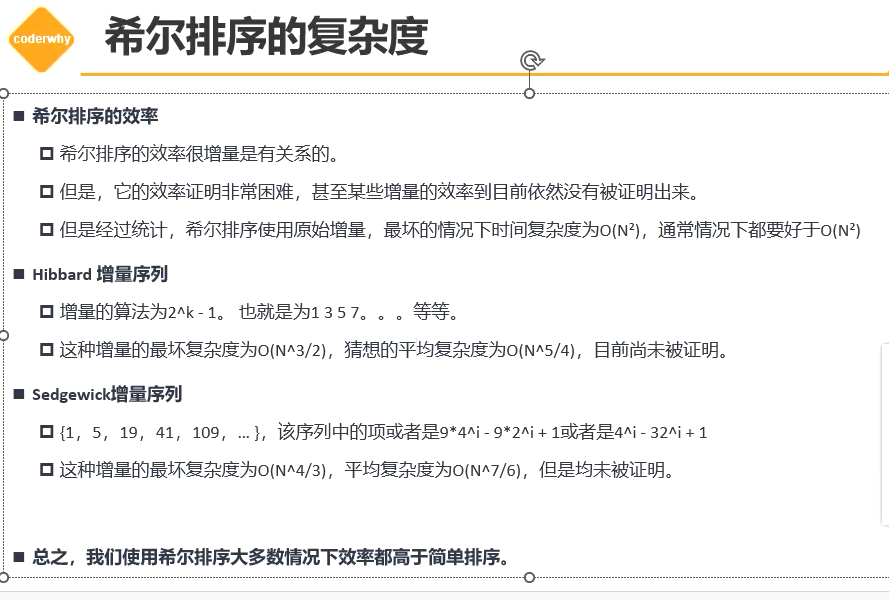 coderwhy
希尔排序的复杂度
希尔排序的效率
希尔排序的效率很增量是有关系的。
但是，它的效率证明非常困难，甚至某些增量的效率到目前依然没有被证明出来。
但是经过统计，希尔排序使用原始增量，最坏的情况下时间复杂度为O(N²)，通常情况下都要好于O(N²)
Hibbard 增量序列
增量的算法为2^k - 1。 也就是为1 3 5 7。。。等等。
这种增量的最坏复杂度为O(N^3/2)，猜想的平均复杂度为O(N^5/4)，目前尚未被证明。
Sedgewick增量序列
{1，5，19，41，109，… }，该序列中的项或者是9*4^i - 9*2^i + 1或者是4^i - 32^i + 1
这种增量的最坏复杂度为O(N^4/3)，平均复杂度为O(N^7/6)，但是均未被证明。
总之，我们使用希尔排序大多数情况下效率都高于简单排序。